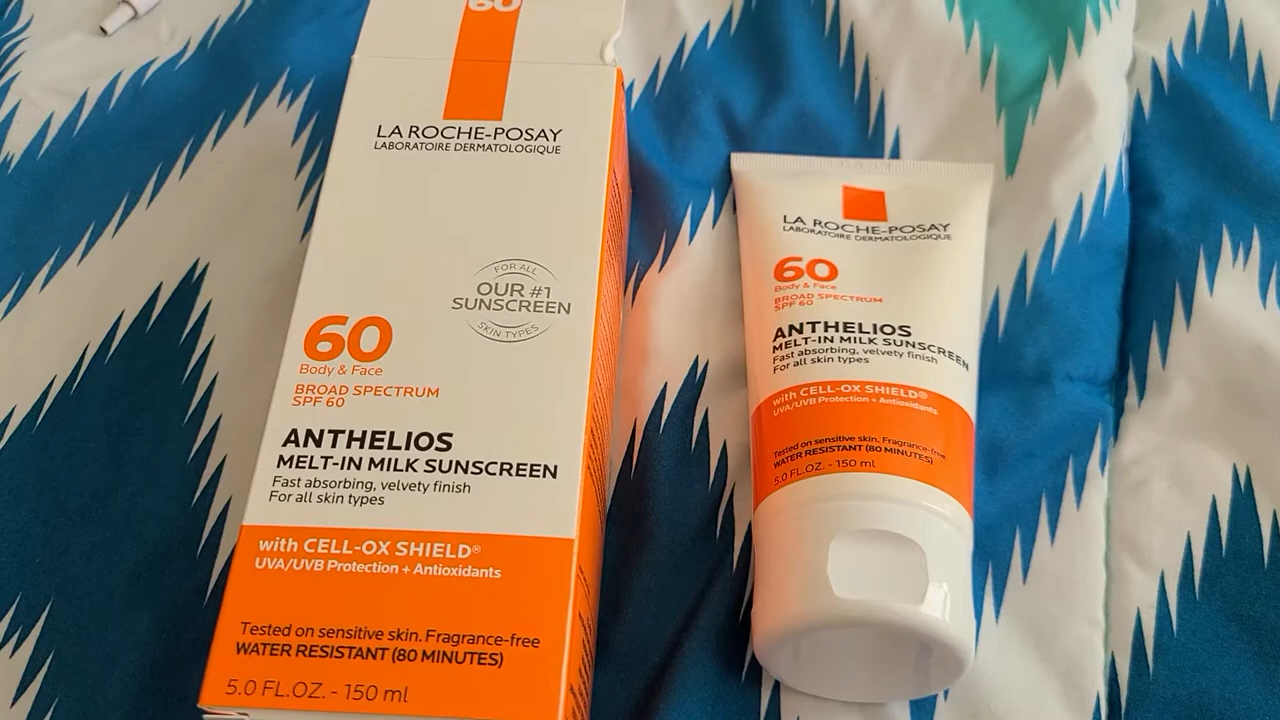 60
LA ROCHE-POSAY
LABORATOIRE DERMATOLOGIQUE
FOR ALL
OUR #1
SUNSCREEN
SKIN TYPES
60
Body & Face
BROAD SPECTRUM
SPF 60
ANTHELIOS
MELT-IN MILK SUNSCREEN
Fast absorbing, velvety finish
For all skin types
with CELL-OX SHIELD®
UVA/UVB Protection + Antioxidants
Tested on sensitive skin. Fragrance-free
WATER RESISTANT (80 MINUTES)
5.0 FL.OZ. - 150 ml
LA ROCHE-POSAY
LABORATOIRE DERMATOLOGIQUE
60
Body & Face
BROAD SPECTRUM
SPF 60
ANTHELIOS
MELT-IN MILK SUNSCREEN
Fast absorbing, velvety finish
For all skin types
with CELL-OX SHIELD®
UVA/UVB Protection + Antioxidants
Tested on sensitive skin. Fragrance-free
WATER RESISTANT (80 MINUTES)
5.0 FL.OZ. - 150 ml